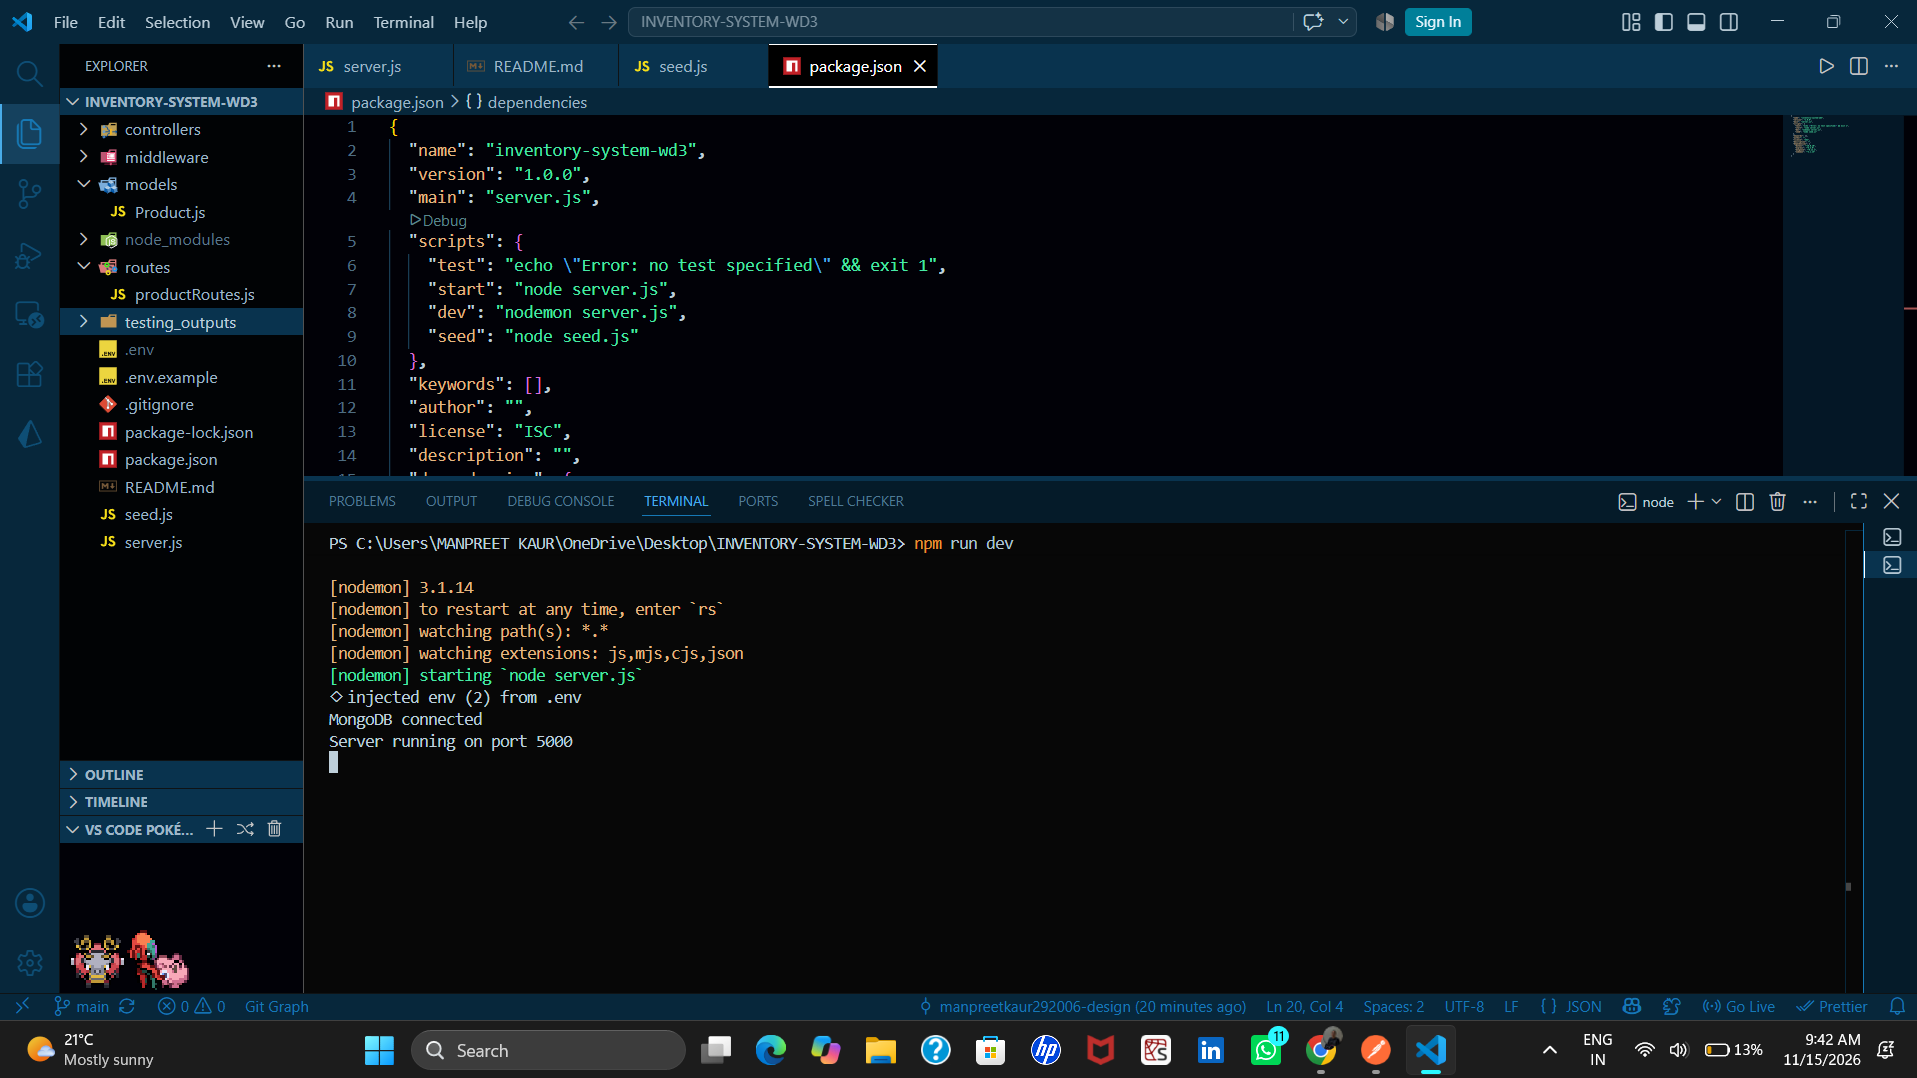 File Edit Selection View Go Run Terminal Help
INVENTORY-SYSTEM-WD3
Sign In
EXPLORER
INVENTORY-SYSTEM-WD3
controllers
middleware
models
JS Product.js
node_modules
routes
JS productRoutes.js
testing_outputs
.env
.env.example
.gitignore
package-lock.json
package.json
README.md
JS seed.js
JS server.js
OUTLINE
TIMELINE
VS CODE POKÉ...
JS server.js
README.md
JS seed.js
package.json
package.json > { } dependencies
1 {
2 "name": "inventory-system-wd3",
3 "version": "1.0.0",
4 "main": "server.js",
Debug
5 "scripts": {
6 "test": "echo \"Error: no test specified\" && exit 1",
7 "start": "node server.js",
8 "dev": "nodemon server.js",
9 "seed": "node seed.js"
10 },
11 "keywords": [],
12 "author": "",
13 "license": "ISC",
14 "description": "",
PROBLEMS OUTPUT DEBUG CONSOLE TERMINAL PORTS SPELL CHECKER
node
PS C:\Users\MANPREET KAUR\OneDrive\Desktop\INVENTORY-SYSTEM-WD3> npm run dev
[nodemon] 3.1.14
[nodemon] to restart at any time, enter `rs`
[nodemon] watching path(s): *.*
[nodemon] watching extensions: js,mjs,cjs,json
[nodemon] starting `node server.js`
◇ injected env (2) from .env
MongoDB connected
Server running on port 5000
main 0 0 Git Graph
manpreetkaur292006-design (20 minutes ago) Ln 20, Col 4 Spaces: 2 UTF-8 LF { } JSON Go Live Prettier
21°C
Mostly sunny
Search
11
ENG
IN
13%
9:42 AM
11/15/2026